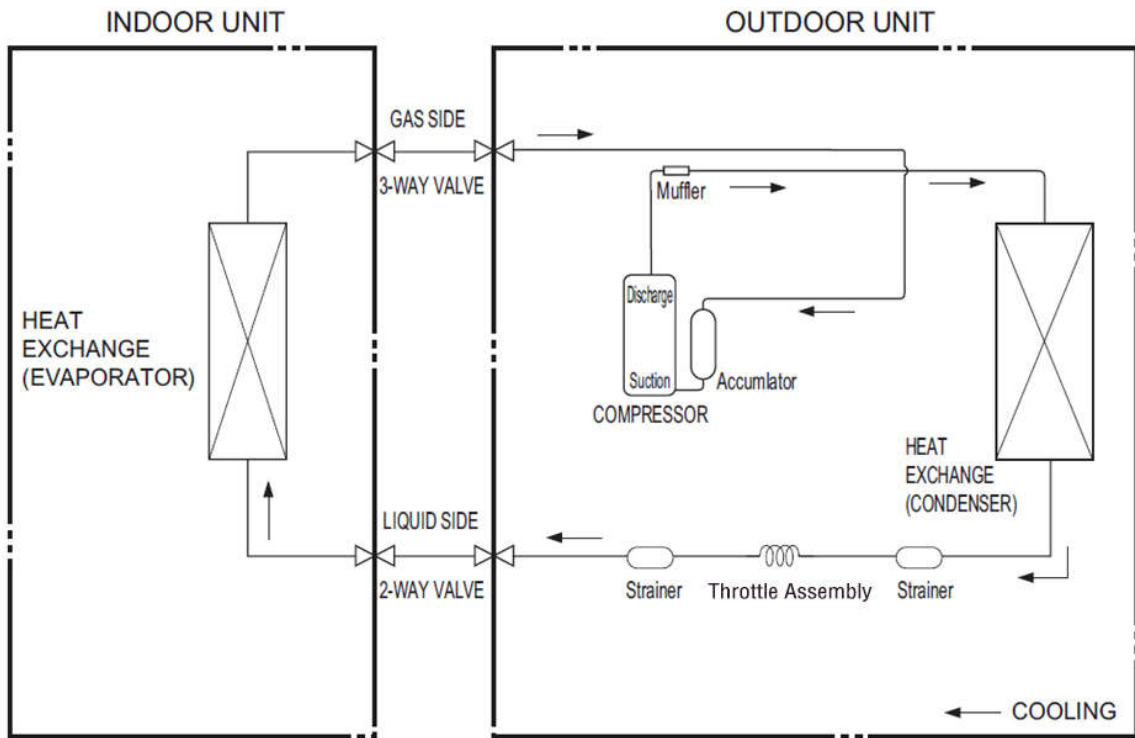 INDOOR UNIT
OUTDOOR UNIT
GAS SIDE
3-WAY VALVE
Muffler
Discharge
Suction
COMPRESSOR
Accumlator
HEAT
EXCHANGE
(EVAPORATOR)
HEAT
EXCHANGE
(CONDENSER)
LIQUID SIDE
2-WAY VALVE
Strainer
Throttle Assembly
Strainer
COOLING